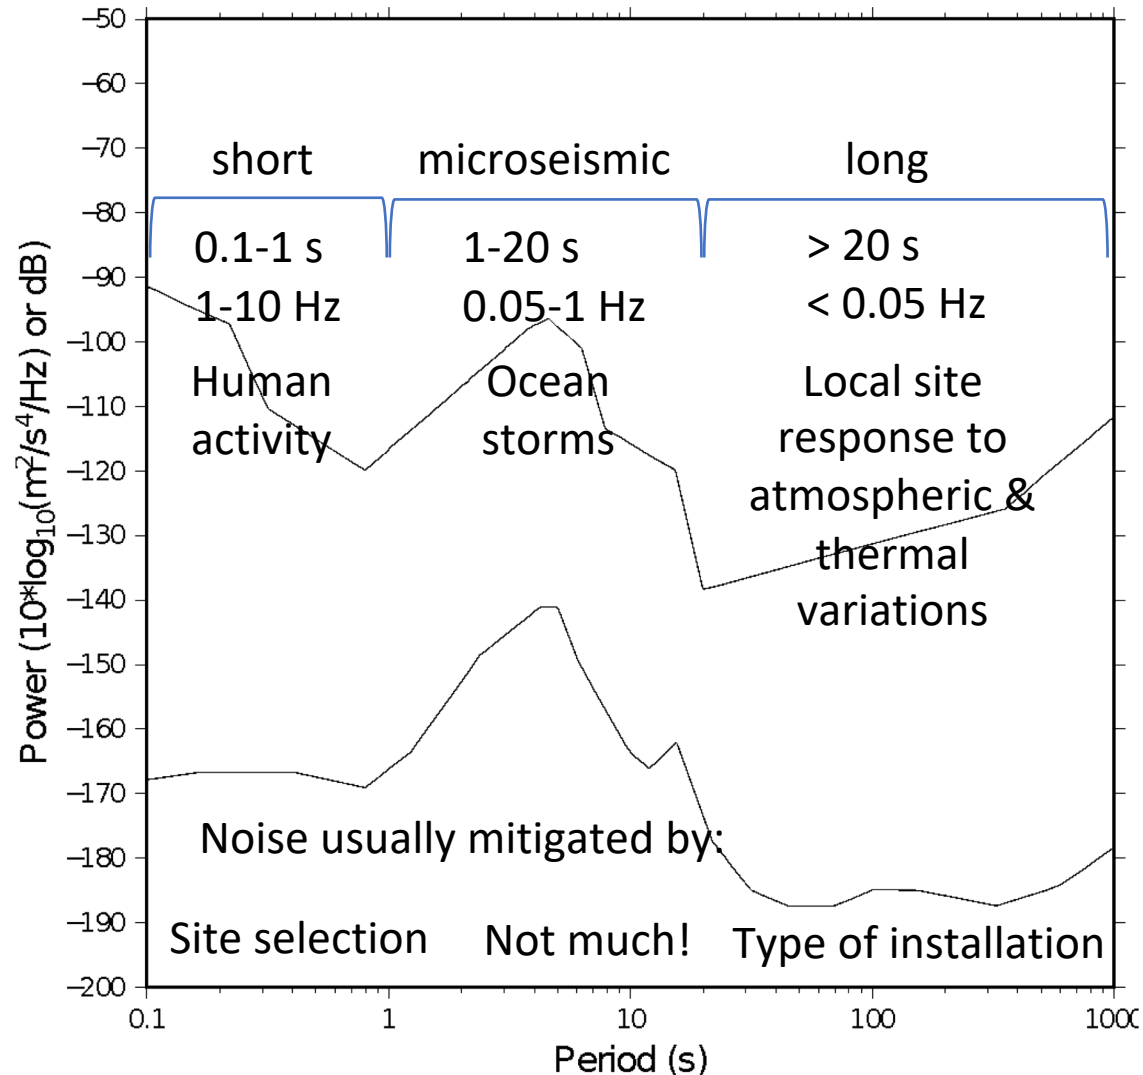 −50
−60
−70
−80
−90
−100
−110
−120
−130
−140
−150
−160
−170
−180
−190
−200
Power (10*log10(m2/s4/Hz) or dB)
short
microseismic
long
0.1-1 s
1-10 Hz
1-20 s
0.05-1 Hz
> 20 s
< 0.05 Hz
Human
activity
Ocean
storms
Local site
response to
atmospheric &
thermal
variations
Noise usually mitigated by:
Site selection
Not much!
Type of installation
0.1
1
10
100
1000
Period (s)